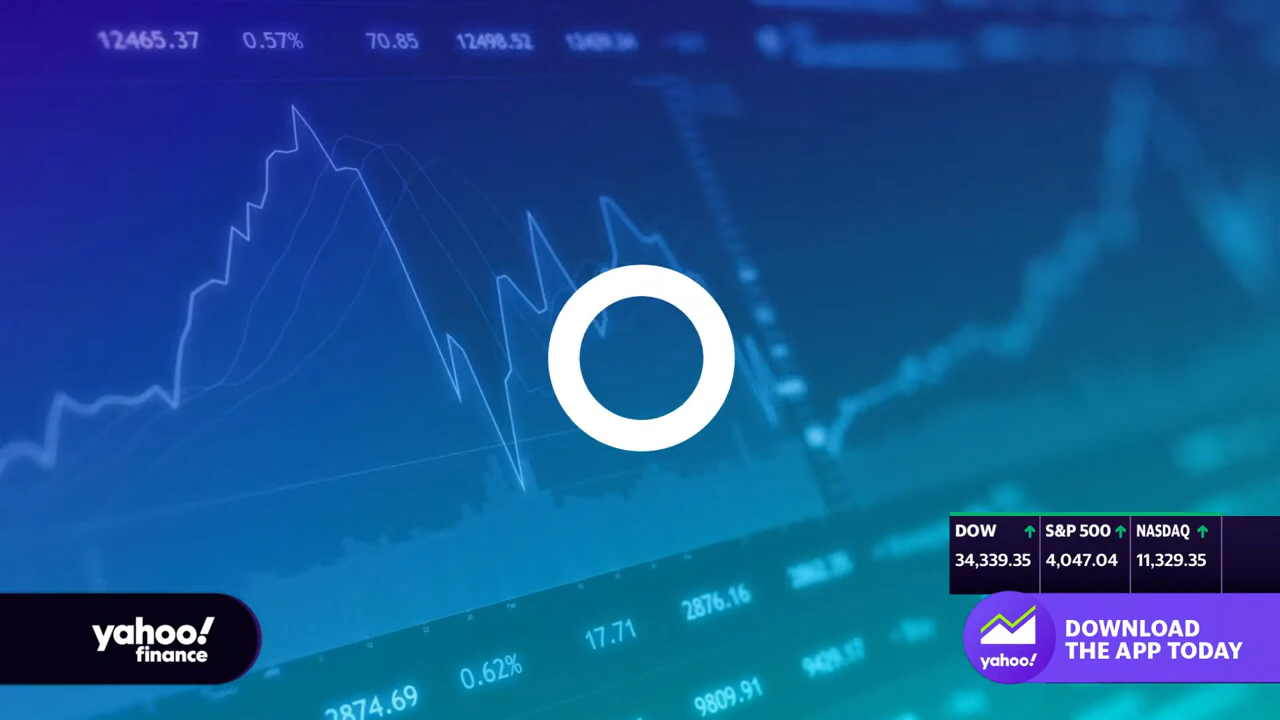 12465.37 0.57% 70.85 12498.52
DOW S&P 500 NASDAQ
34,339.35 4,047.04 11,329.35
yahoo!
finance
yahoo!
DOWNLOAD
THE APP TODAY
2876.16
17.71
0.62%
2874.69
9809.91